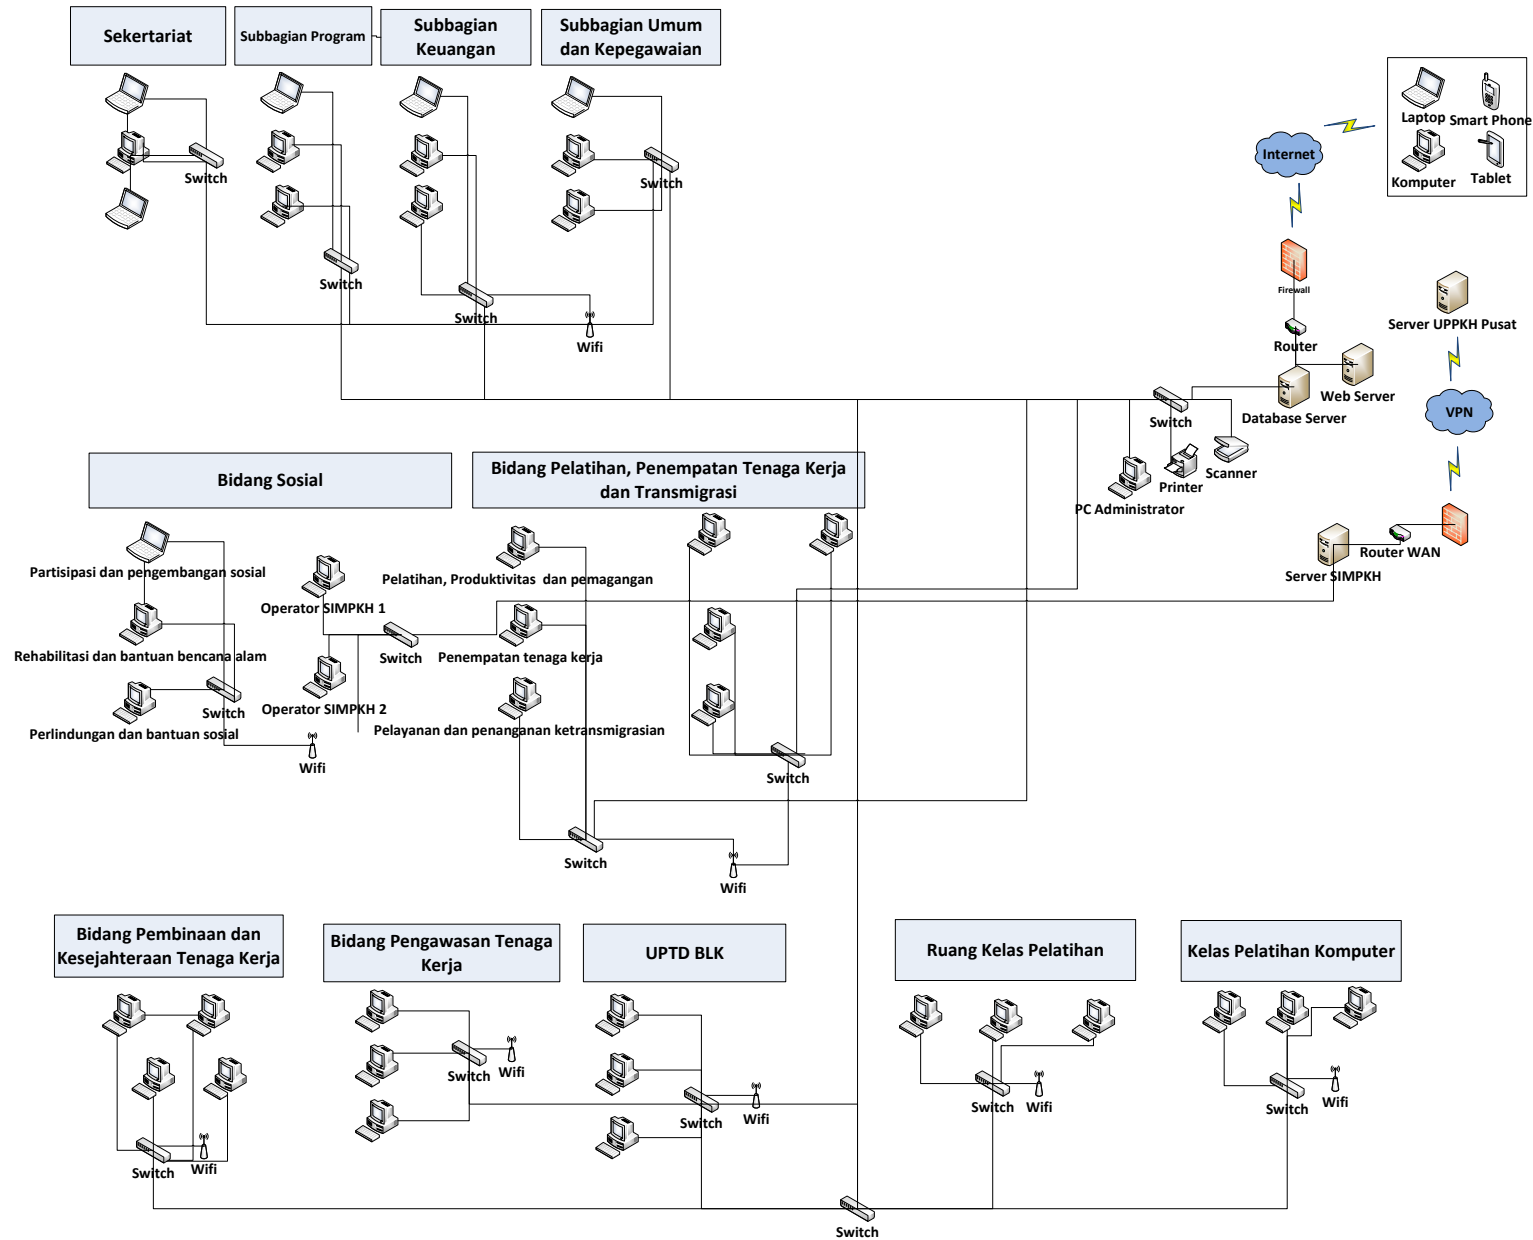 Sekertariat
Subbagian Program
Subbagian
Keuangan
Subbagian Umum
dan Kepegawaian
Switch
Switch
Switch
Switch
Wifi
Laptop
Smart Phone
Komputer
Tablet
Internet
Firewall
Router
Server UPPKH Pusat
Web Server
Database Server
VPN
Switch
Scanner
Printer
PC Administrator
Router WAN
Server SIMPKH
Bidang Sosial
Bidang Pelatihan, Penempatan Tenaga Kerja
dan Transmigrasi
Partisipasi dan pengembangan sosial
Operator SIMPKH 1
Pelatihan, Produktivitas  dan pemagangan
Rehabilitasi dan bantuan bencana alam
Switch
Penempatan tenaga kerja
Switch
Operator SIMPKH 2
Perlindungan dan bantuan sosial
Pelayanan dan penanganan ketransmigrasian
Wifi
Switch
Switch
Wifi
Bidang Pembinaan dan
Kesejahteraan Tenaga Kerja
Bidang Pengawasan Tenaga
Kerja
UPTD BLK
Ruang Kelas Pelatihan
Kelas Pelatihan Komputer
Switch
Wifi
Switch
Wifi
Switch
Wifi
Switch
Wifi
Switch
Wifi
Switch